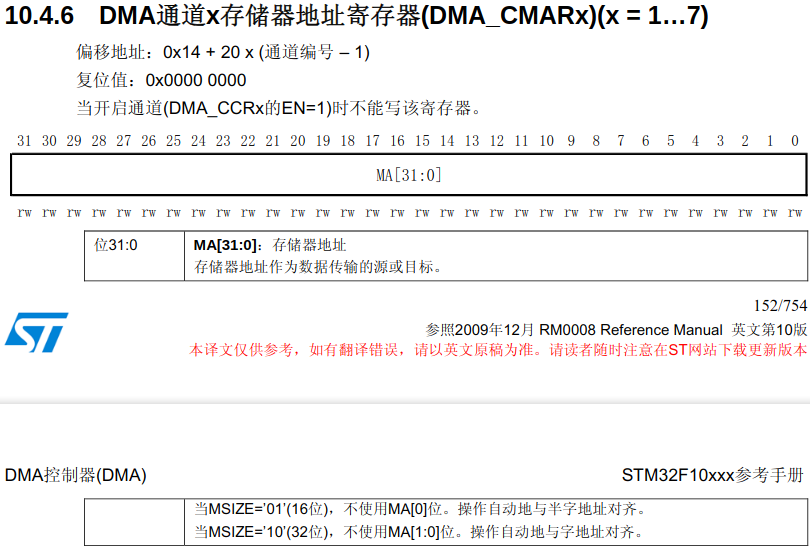 10.4.6 DMA通道x存储器地址寄存器(DMA_CMARx)(x = 1…7)
偏移地址：0x14 + 20 x (通道编号 – 1)
复位值：0x0000 0000
当开启通道(DMA_CCRx的EN=1)时不能写该寄存器。
31 30 29 28 27 26 25 24 23 22 21 20 19 18 17 16 15 14 13 12 11 10 9 8 7 6 5 4 3 2 1 0
MA[31:0]
rw rw rw rw rw rw rw rw rw rw rw rw rw rw rw rw rw rw rw rw rw rw rw rw rw rw rw rw rw rw rw rw
位31:0 MA[31:0]：存储器地址
存储器地址作为数据传输的源或目标。
152/754
参照2009年12月 RM0008 Reference Manual 英文第10版
本译文仅供参考，如有翻译错误，请以英文原稿为准。请读者随时注意在ST网站下载更新版本
ST
DMA控制器(DMA) STM32F10xxx参考手册
当MSIZE=’01’(16位)，不使用MA[0]位。操作自动地与半字地址对齐。
当MSIZE=’10’(32位)，不使用MA[1:0]位。操作自动地与字地址对齐。